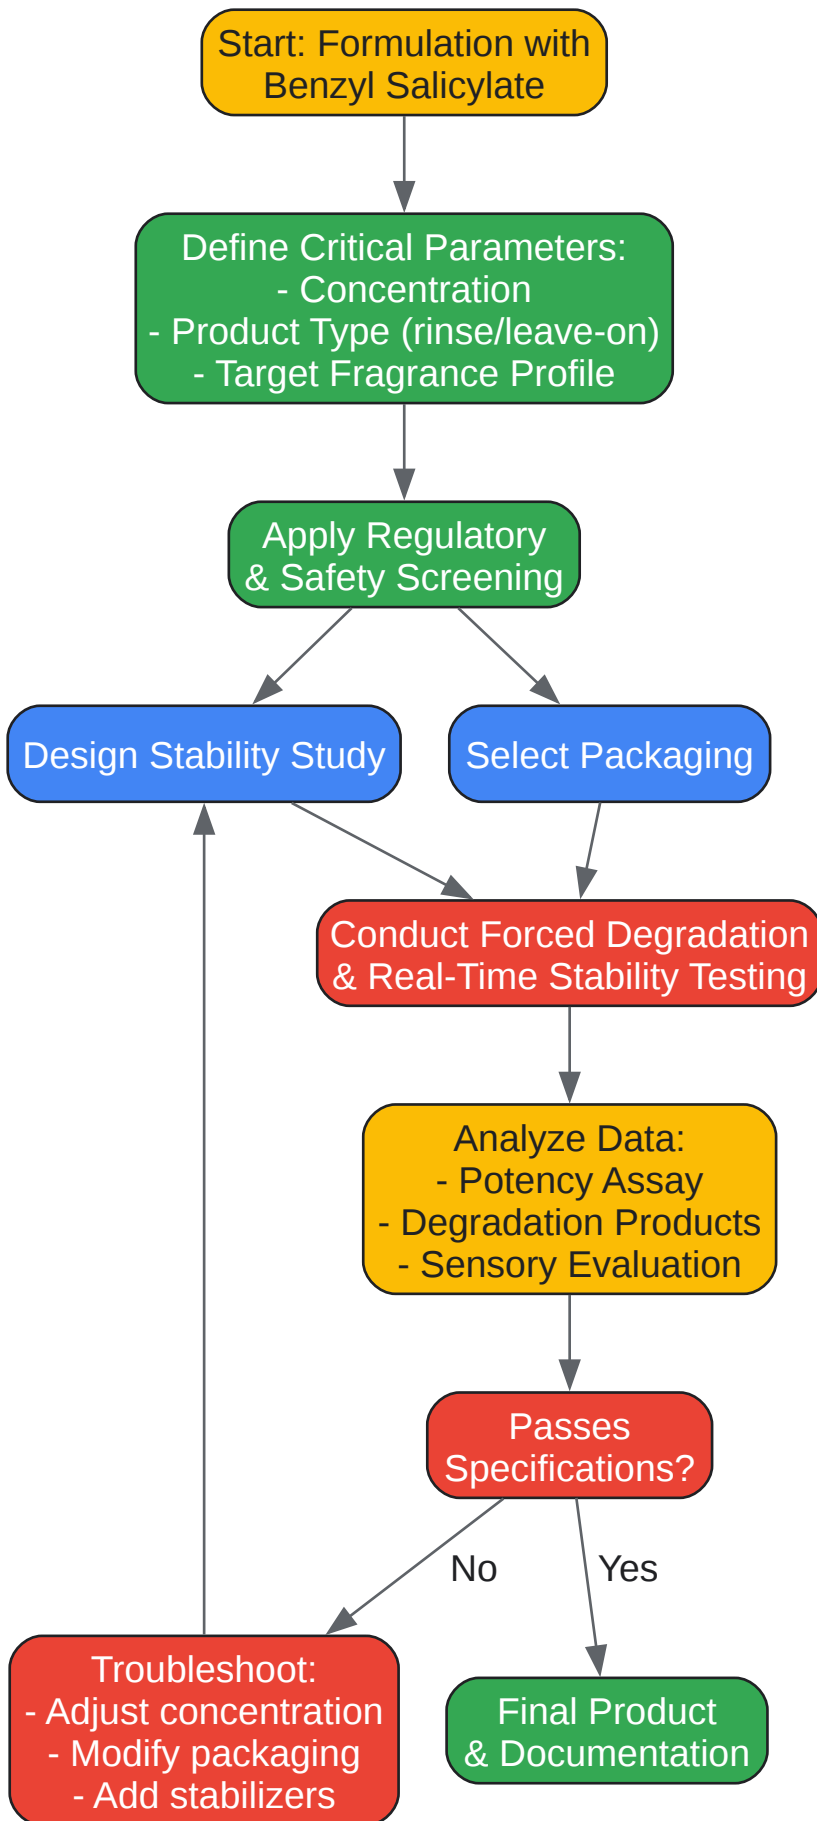 Start: Formulation with
Benzyl Salicylate
Define Critical Parameters:
- Concentration
- Product Type (rinse/leave-on)
- Target Fragrance Profile
Apply Regulatory
& Safety Screening
Design Stability Study
Select Packaging
Conduct Forced Degradation
& Real-Time Stability Testing
Analyze Data:
- Potency Assay
- Degradation Products
- Sensory Evaluation
Passes
Specifications?
No
Yes
Troubleshoot:
- Adjust concentration
- Modify packaging
- Add stabilizers
Final Product
& Documentation